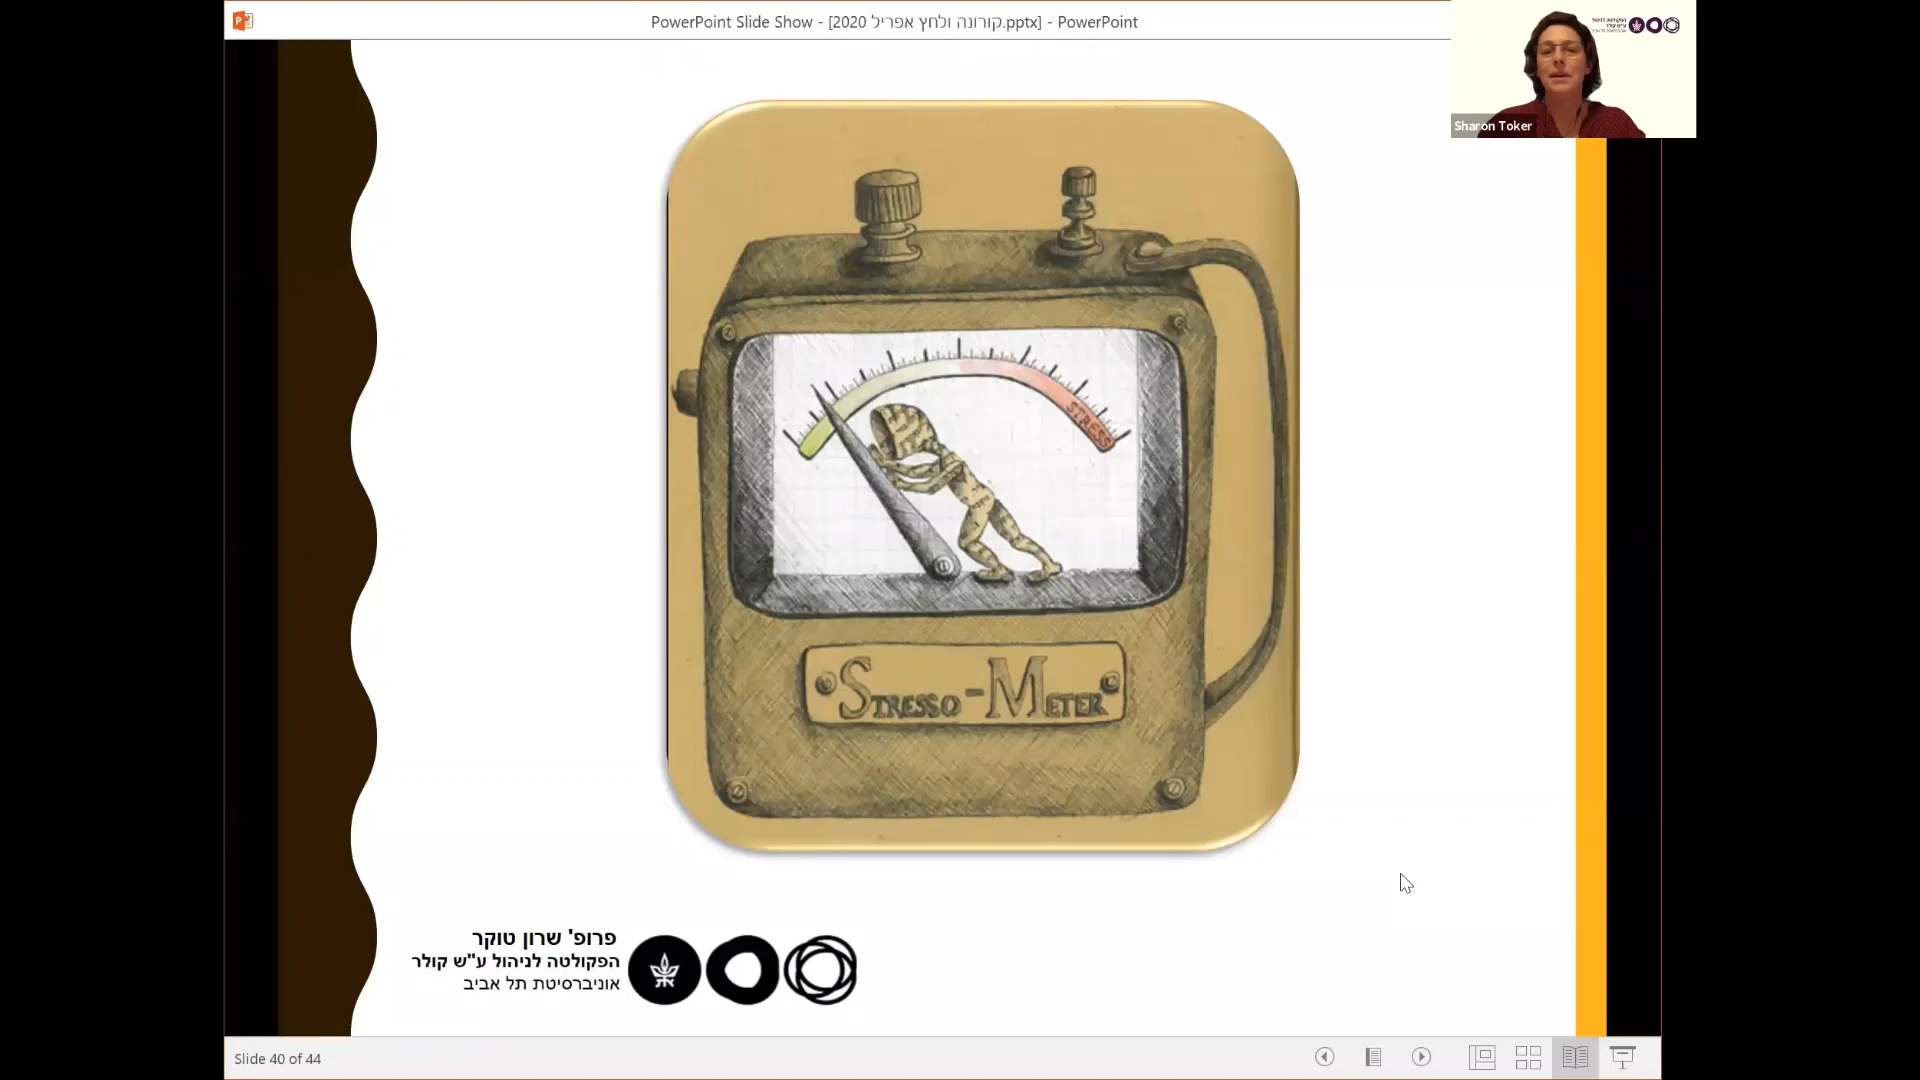 PowerPoint Slide Show - [קורונה ולחץ אפריל 2020.pptx] - PowerPoint
Sharon Toker
STRESS
STRESSO-METER
פרופ' שרון טוקר
הפקולטה לניהול ע"ש קולר
אוניברסיטת תל אביב
Slide 40 of 44